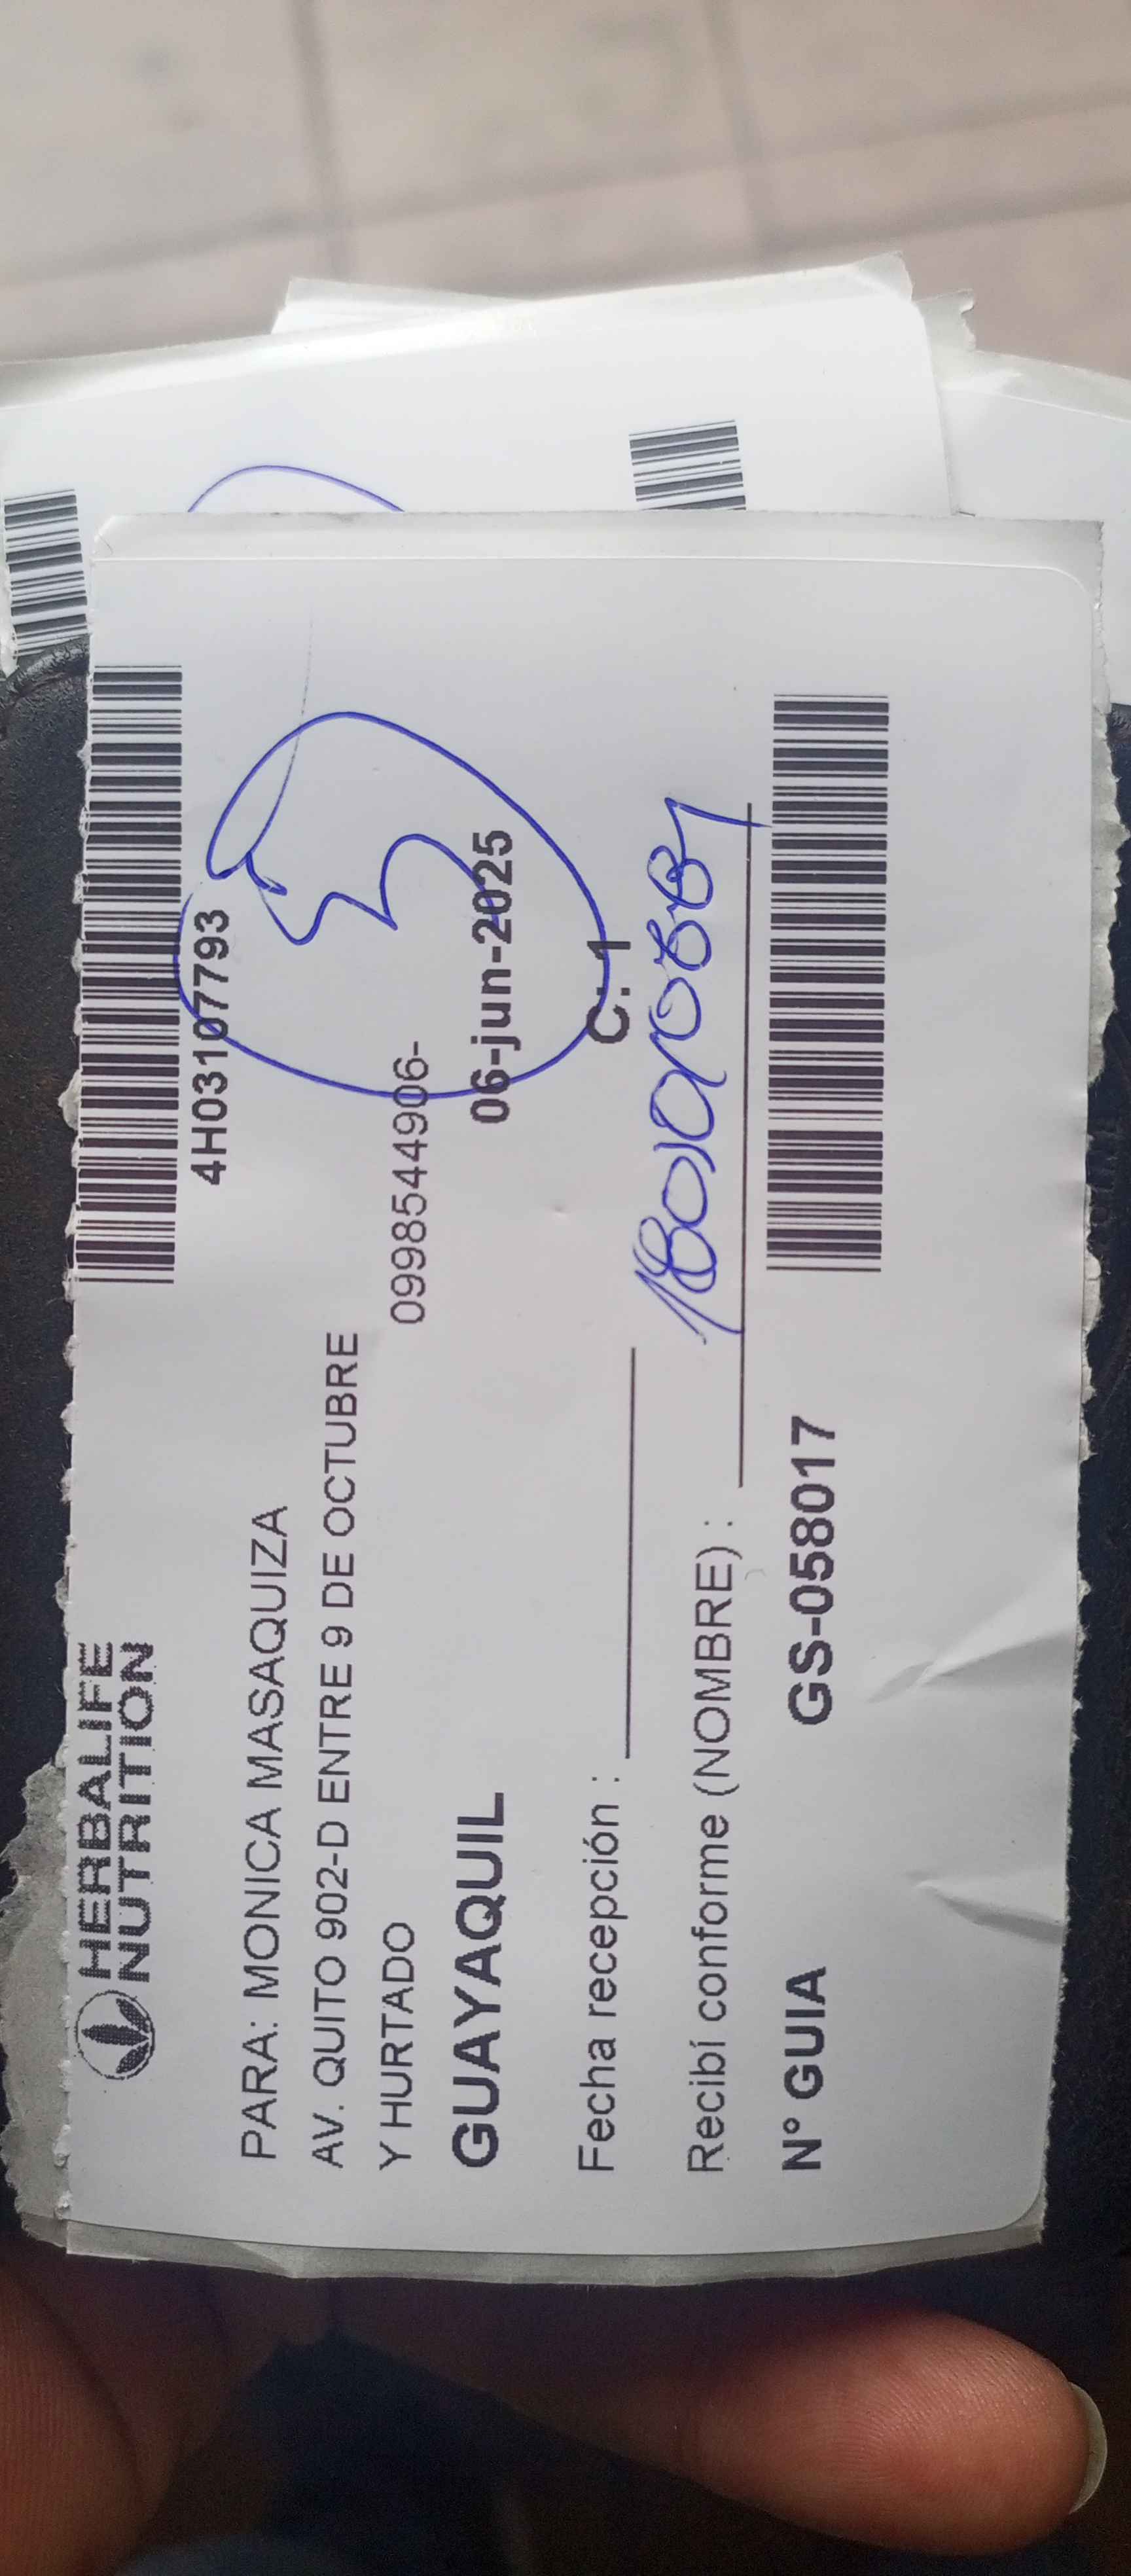 HERBALIFE
NUTRITION
4H03107793
PARA: MONICA MASAQUIZA
AV. QUITO 902-D ENTRE 9 DE OCTUBRE
Y HURTADO
0998544906-
GUAYAQUIL
06-jun-2025
Fecha recepción :
C: 1
Recibí conforme (NOMBRE) :
N° GUIA
GS-058017